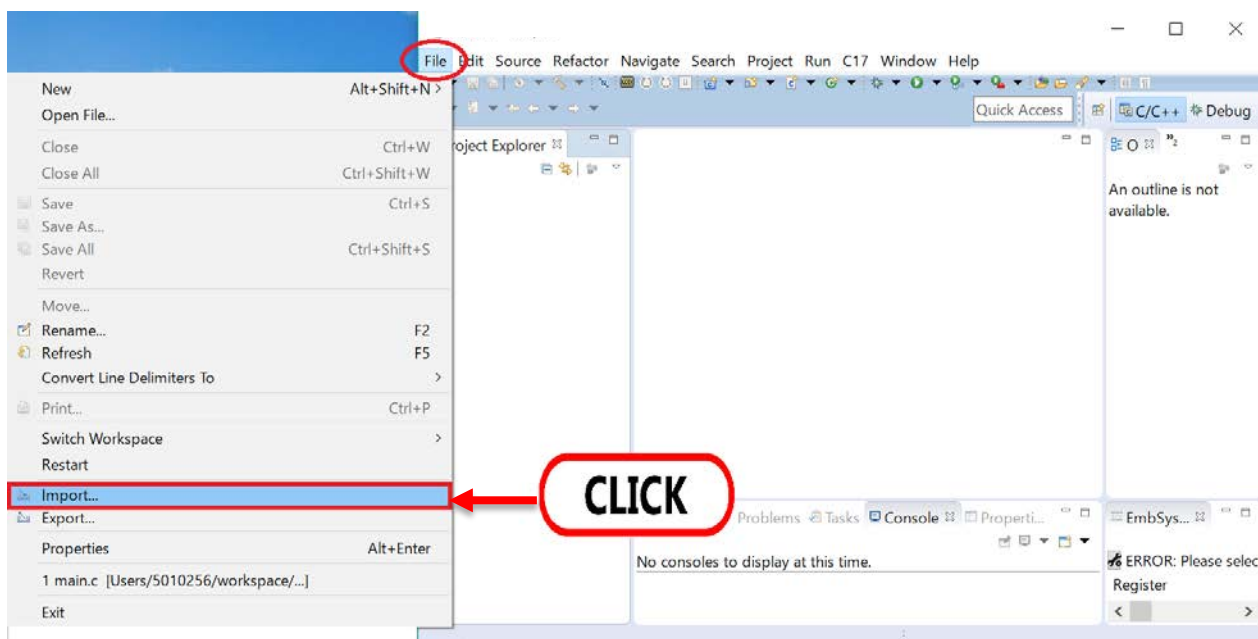 File Edit Source Refactor Navigate Search Project Run C17 Window Help
New Alt+Shift+N >
Open File...
Close Ctrl+W
Close All Ctrl+Shift+W
Save Ctrl+S
Save As...
Save All Ctrl+Shift+S
Revert
Move...
Rename... F2
Refresh F5
Convert Line Delimiters To >
Print... Ctrl+P
Switch Workspace >
Restart
Import...
Export...
Properties Alt+Enter
1 main.c [Users/5010256/workspace/...]
Exit
Quick Access C/C++ Debug
roject Explorer
O »2
An outline is not
available.
CLICK
Problems Tasks Console Properti...
No consoles to display at this time.
EmbSys...
ERROR: Please selec
Register